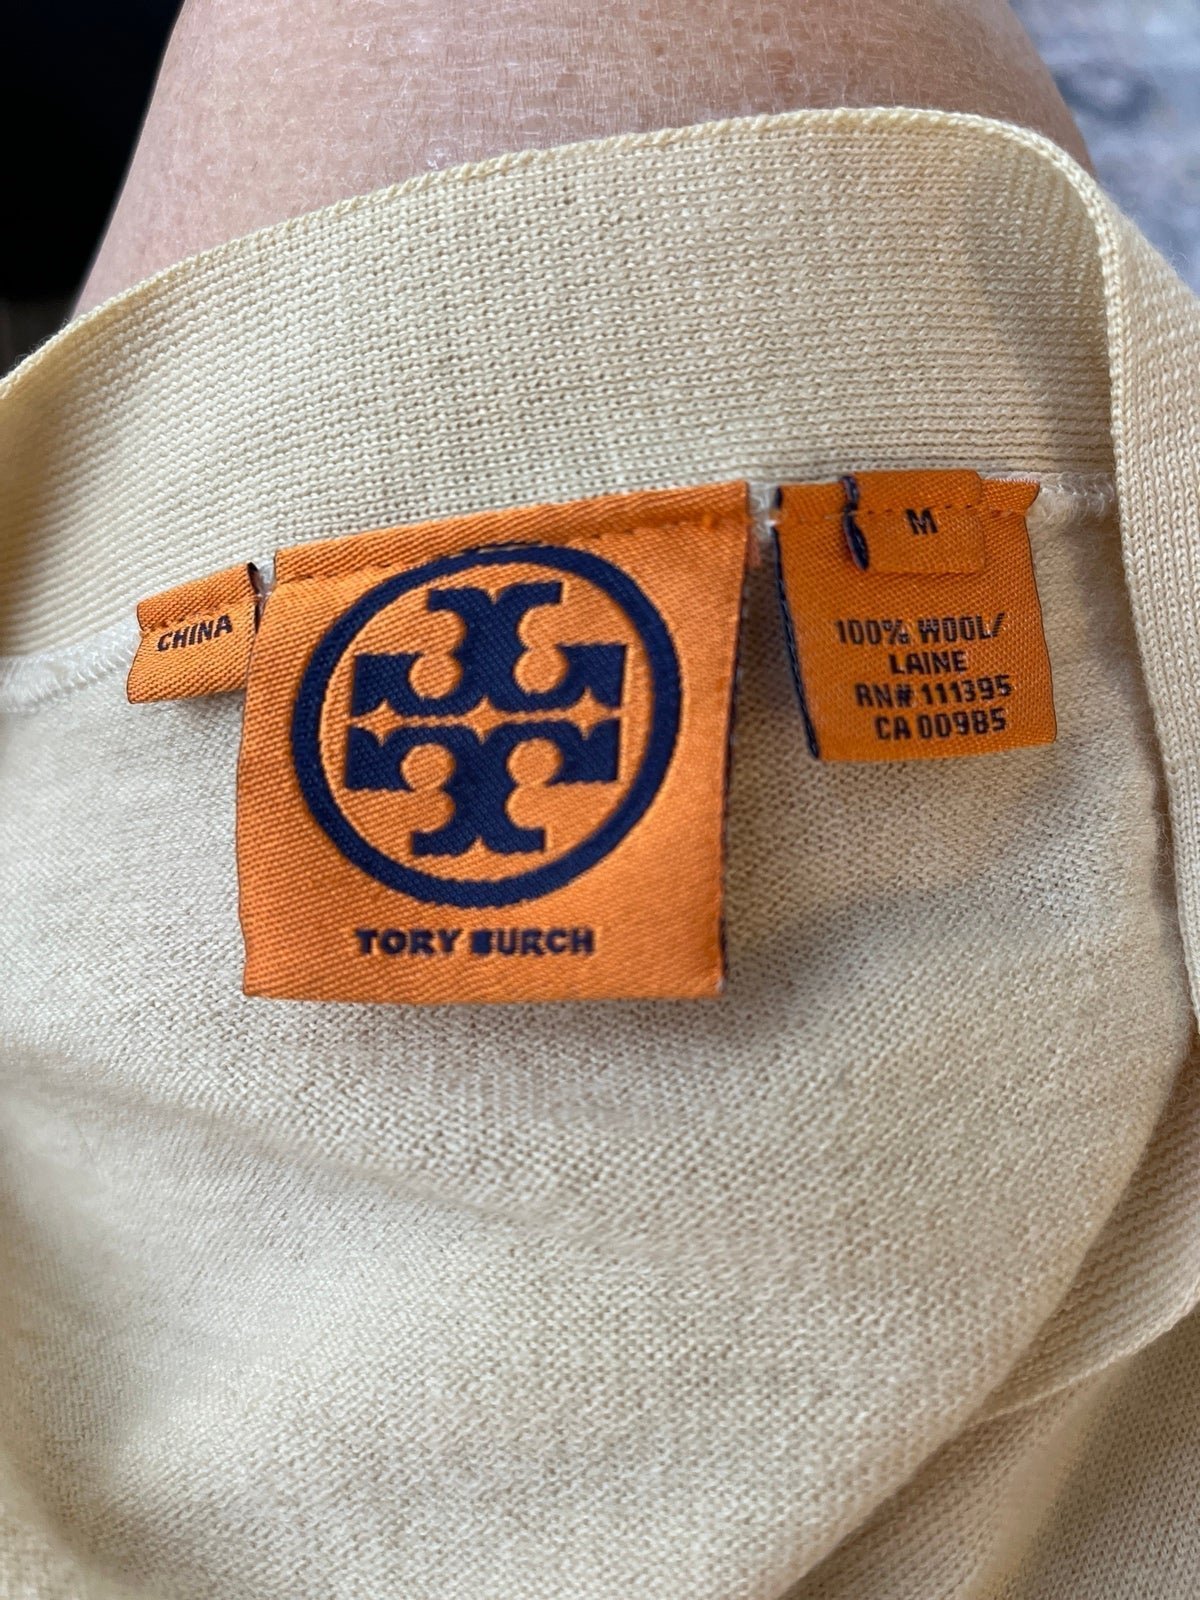 CHINA
TORY BURCH
M
100% WOOL/
LAINE
RN# 111395
CA 00985